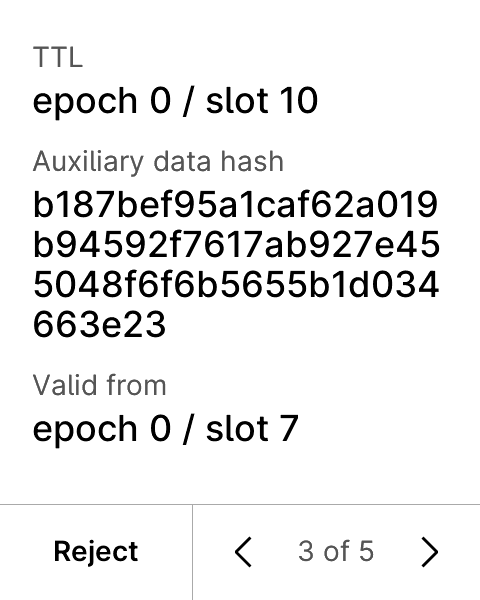 TTL
epoch 0 / slot 10
Auxiliary data hash
b187bef95a1caf62a019
b94592f7617ab927e45
5048f6f6b5655b1d034
663e23
Valid from
epoch 0 / slot 7
Reject
3 of 5